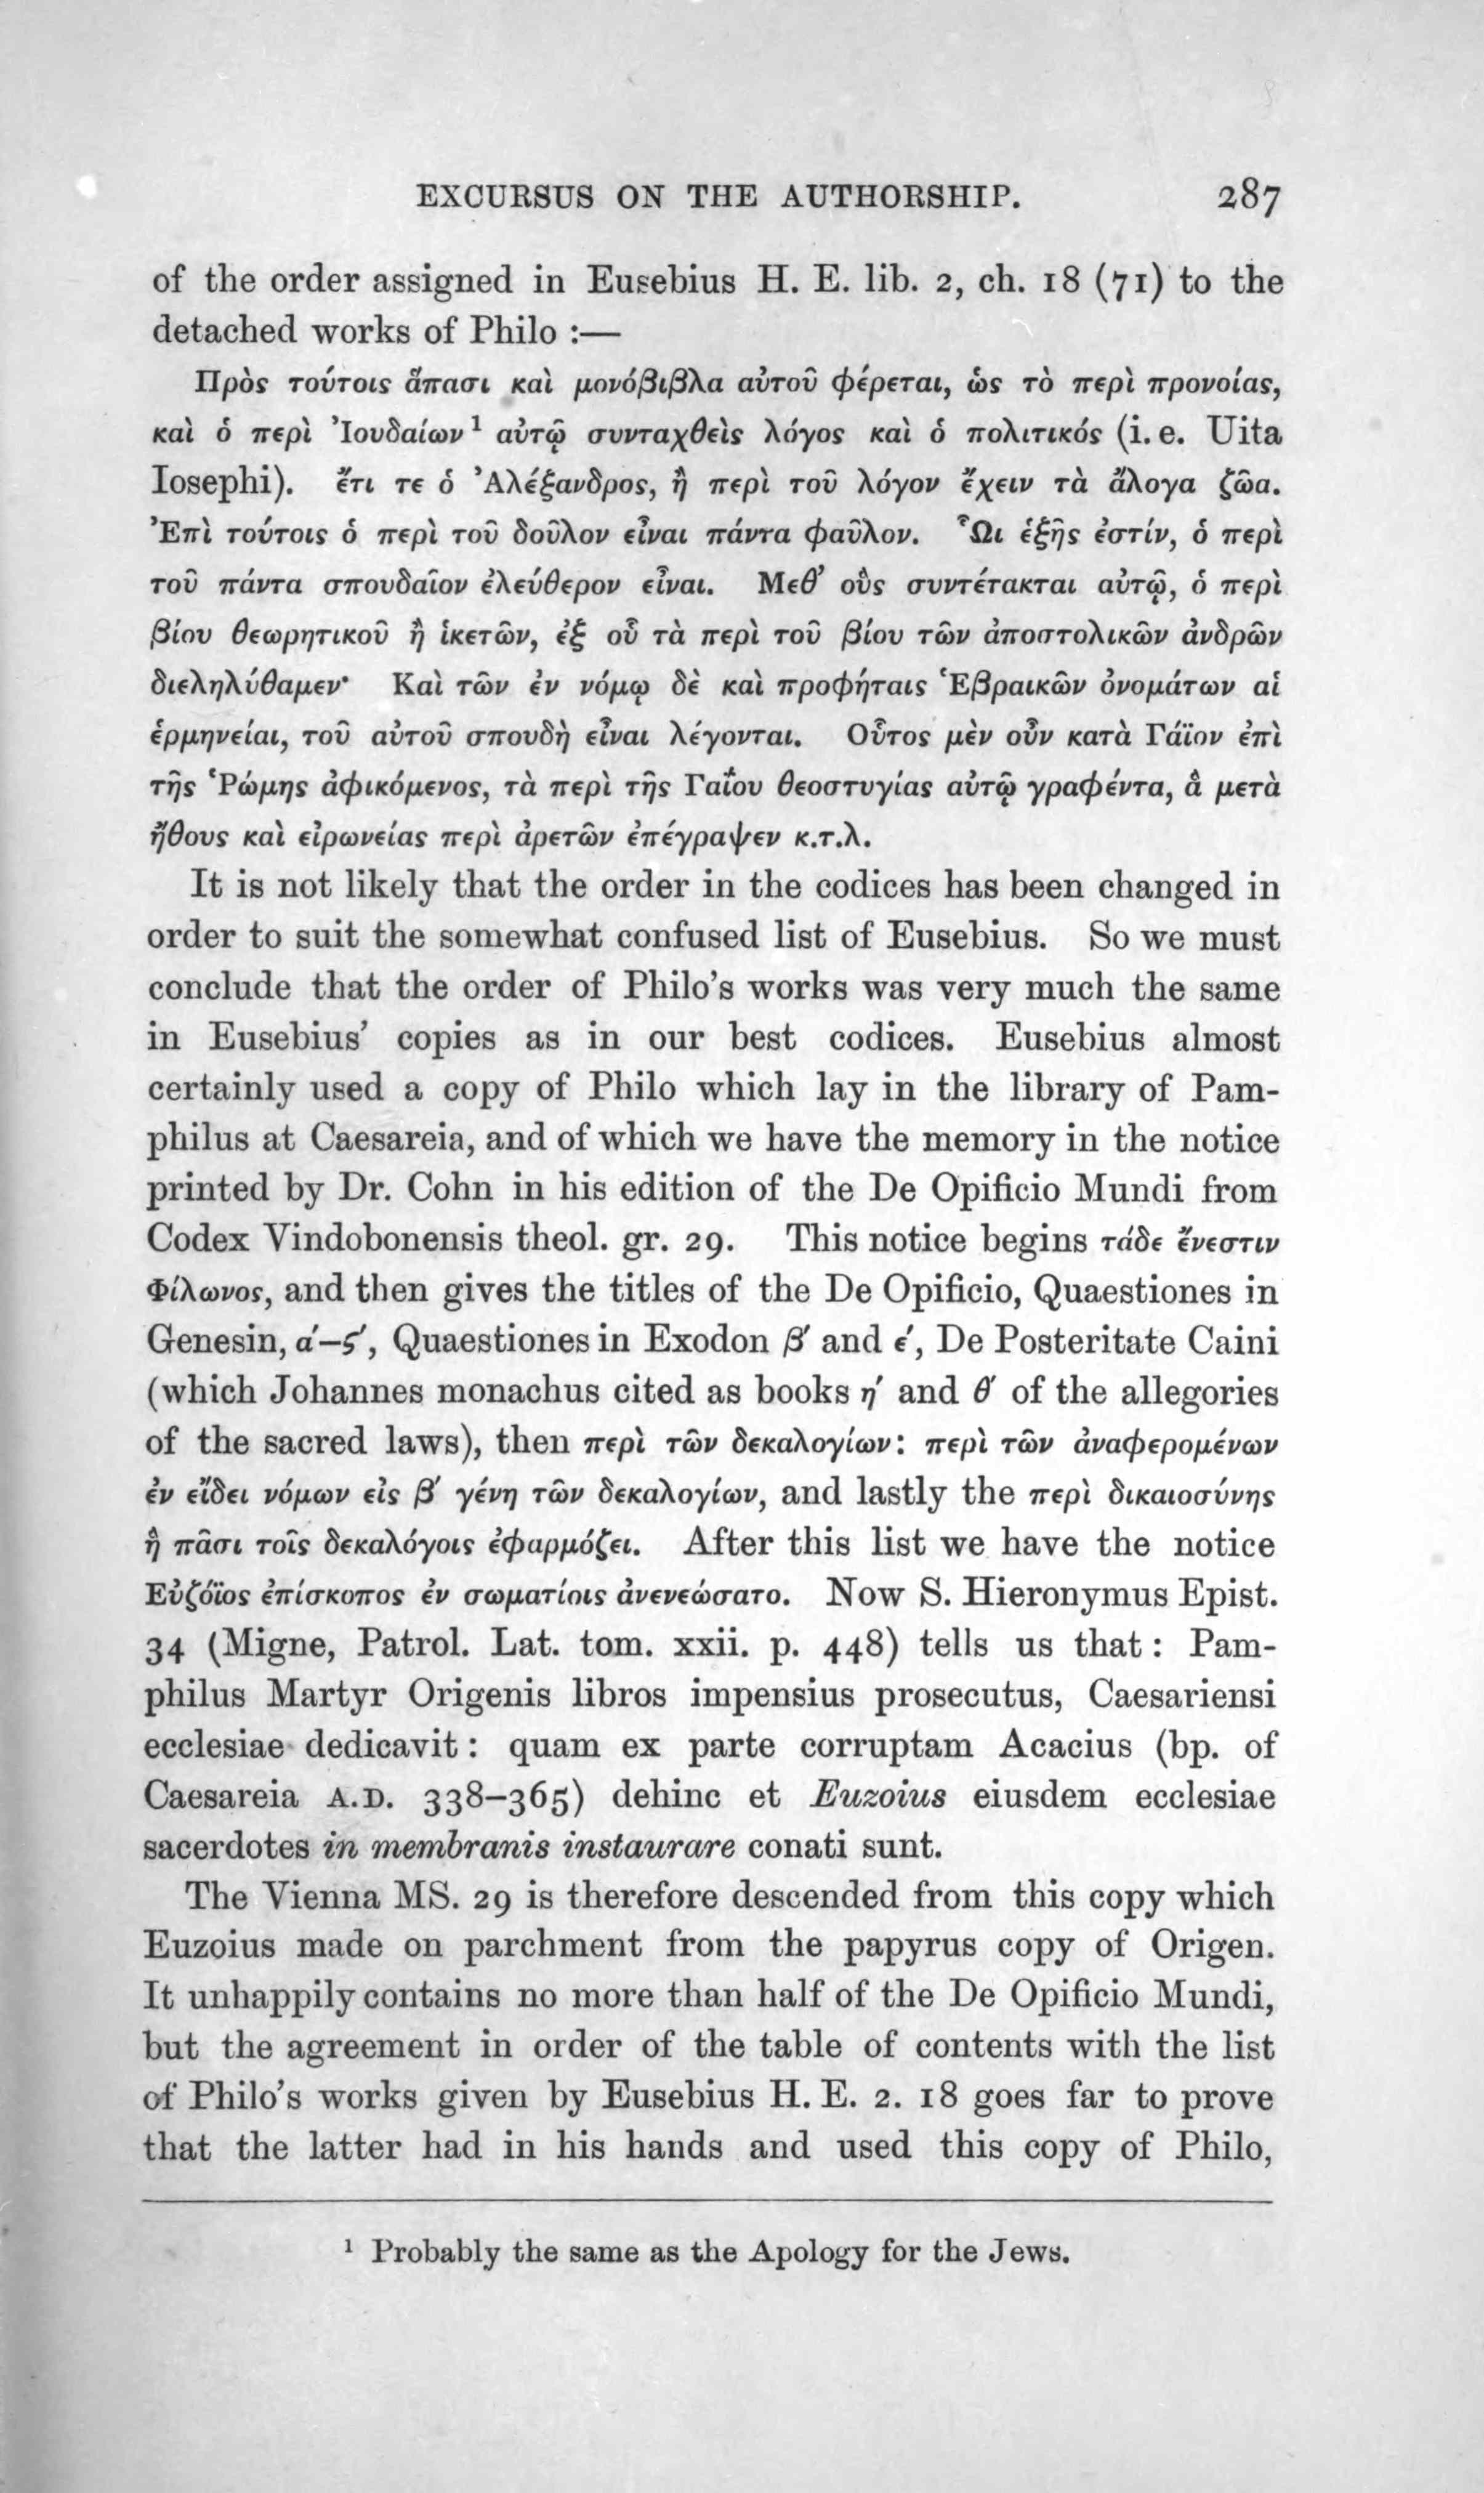 EXCURSUS ON THE AUTHORSHIP. 287
of the order assigned in Eusebius H. E. lib. 2, ch. 18 (71) to the
detached works of Philo :—
Πρὸς τούτοις ἅπασι καὶ μονόβιβλα αὐτοῦ φέρεται, ὡς τὸ περὶ προνοίας,
καὶ ὁ περὶ Ἰουδαίων¹ αὐτῷ συνταχθεὶς λόγος καὶ ὁ πολιτικός (i. e. Uita
Iosephi). ἔτι τε ὁ Ἀλέξανδρος, ἢ περὶ τοῦ λόγον ἔχειν τὰ ἄλογα ζῶα.
Ἐπὶ τούτοις ὁ περὶ τοῦ δοῦλον εἶναι πάντα φαῦλον. Ὧι ἑξῆς ἐστίν, ὁ περὶ
τοῦ πάντα σπουδαῖον ἐλεύθερον εἶναι. Μεθ’ οὓς συντέτακται αὐτῷ, ὁ περὶ
βίου θεωρητικοῦ ἢ ἱκετῶν, ἐξ οὗ τὰ περὶ τοῦ βίου τῶν ἀποστολικῶν ἀνδρῶν
διεληλύθαμεν· Καὶ τῶν ἐν νόμῳ δὲ καὶ προφήταις Ἑβραικῶν ὀνομάτων αἱ
ἑρμηνείαι, τοῦ αὐτοῦ σπουδὴ εἶναι λέγονται. Οὗτος μὲν οὖν κατὰ Γάϊον ἐπὶ
τῆς Ῥώμης ἀφικόμενος, τὰ περὶ τῆς Γαΐου θεοστυγίας αὐτῷ γραφέντα, ἃ μετὰ
ἤθους καὶ εἰρωνείας περὶ ἀρετῶν ἐπέγραψεν κ.τ.λ.
It is not likely that the order in the codices has been changed in
order to suit the somewhat confused list of Eusebius. So we must
conclude that the order of Philo’s works was very much the same
in Eusebius’ copies as in our best codices. Eusebius almost
certainly used a copy of Philo which lay in the library of Pam-
philus at Caesareia, and of which we have the memory in the notice
printed by Dr. Cohn in his edition of the De Opificio Mundi from
Codex Vindobonensis theol. gr. 29. This notice begins τάδε ἔνεστιν
Φίλωνος, and then gives the titles of the De Opificio, Quaestiones in
Genesin, α′–ϛ′, Quaestiones in Exodon β′ and ε′, De Posteritate Caini
(which Johannes monachus cited as books η′ and θ′ of the allegories
of the sacred laws), then περὶ τῶν δεκαλογίων: περὶ τῶν ἀναφερομένων
ἐν εἴδει νόμων εἰς β′ γένη τῶν δεκαλογίων, and lastly the περὶ δικαιοσύνης
ᾗ πᾶσι τοῖς δεκαλόγοις ἐφαρμόζει. After this list we have the notice
Εὐζόϊος ἐπίσκοπος ἐν σωματίοις ἀνενεώσατο. Now S. Hieronymus Epist.
34 (Migne, Patrol. Lat. tom. xxii. p. 448) tells us that : Pam-
philus Martyr Origenis libros impensius prosecutus, Caesariensi
ecclesiae dedicavit : quam ex parte corruptam Acacius (bp. of
Caesareia A.D. 338–365) dehinc et Euzoius eiusdem ecclesiae
sacerdotes in membranis instaurare conati sunt.
The Vienna MS. 29 is therefore descended from this copy which
Euzoius made on parchment from the papyrus copy of Origen.
It unhappily contains no more than half of the De Opificio Mundi,
but the agreement in order of the table of contents with the list
of Philo’s works given by Eusebius H. E. 2. 18 goes far to prove
that the latter had in his hands and used this copy of Philo,
¹ Probably the same as the Apology for the Jews.